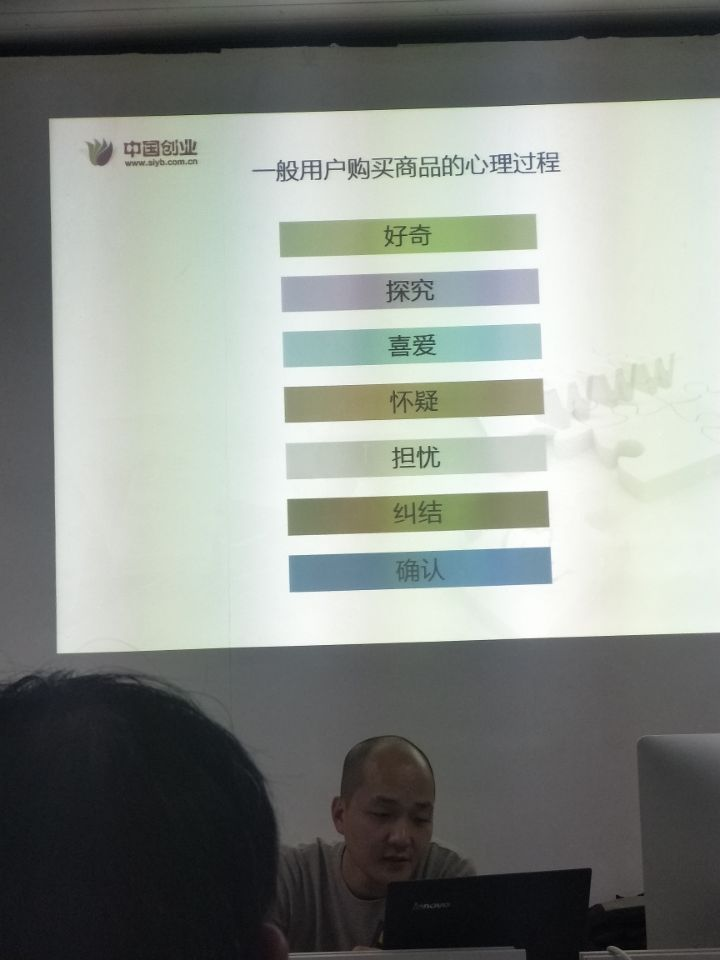 中国创业
www.siyb.com.cn
一般用户购买商品的心理过程
好奇
探究
喜爱
怀疑
担忧
纠结
确认
lenovo